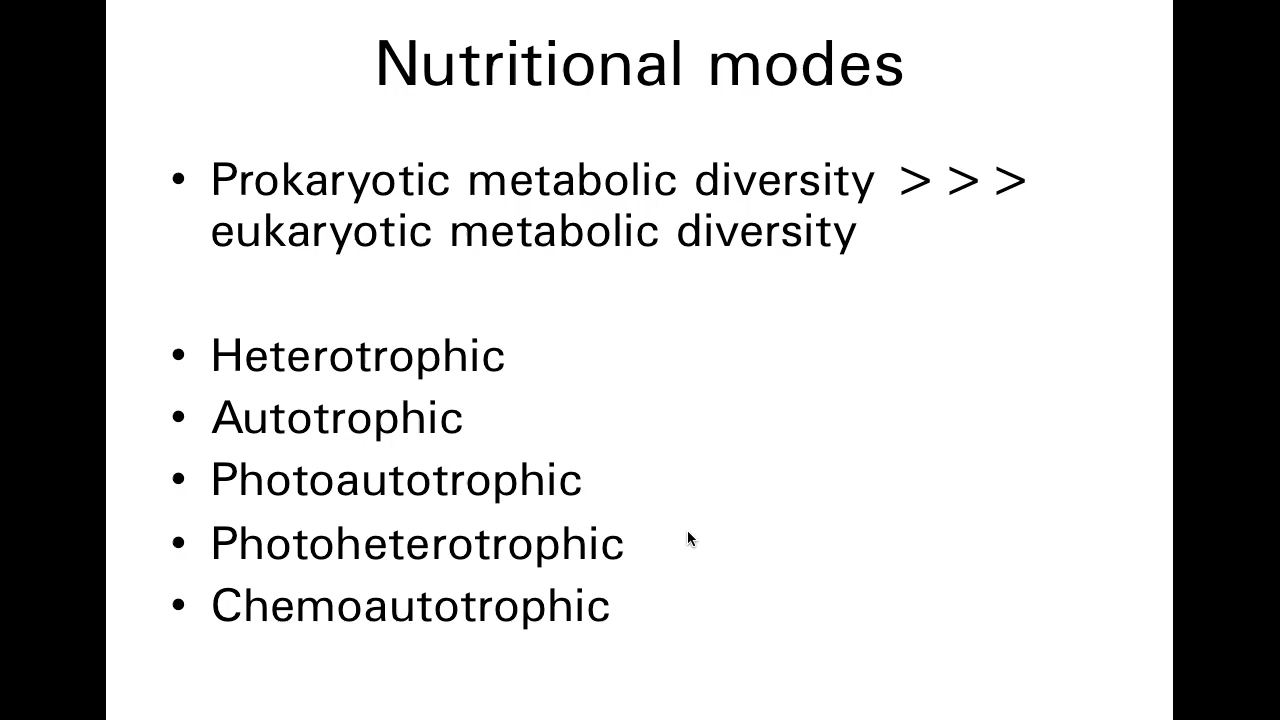 Nutritional modes
• Prokaryotic metabolic diversity > > >
eukaryotic metabolic diversity
• Heterotrophic
• Autotrophic
• Photoautotrophic
• Photoheterotrophic
• Chemoautotrophic